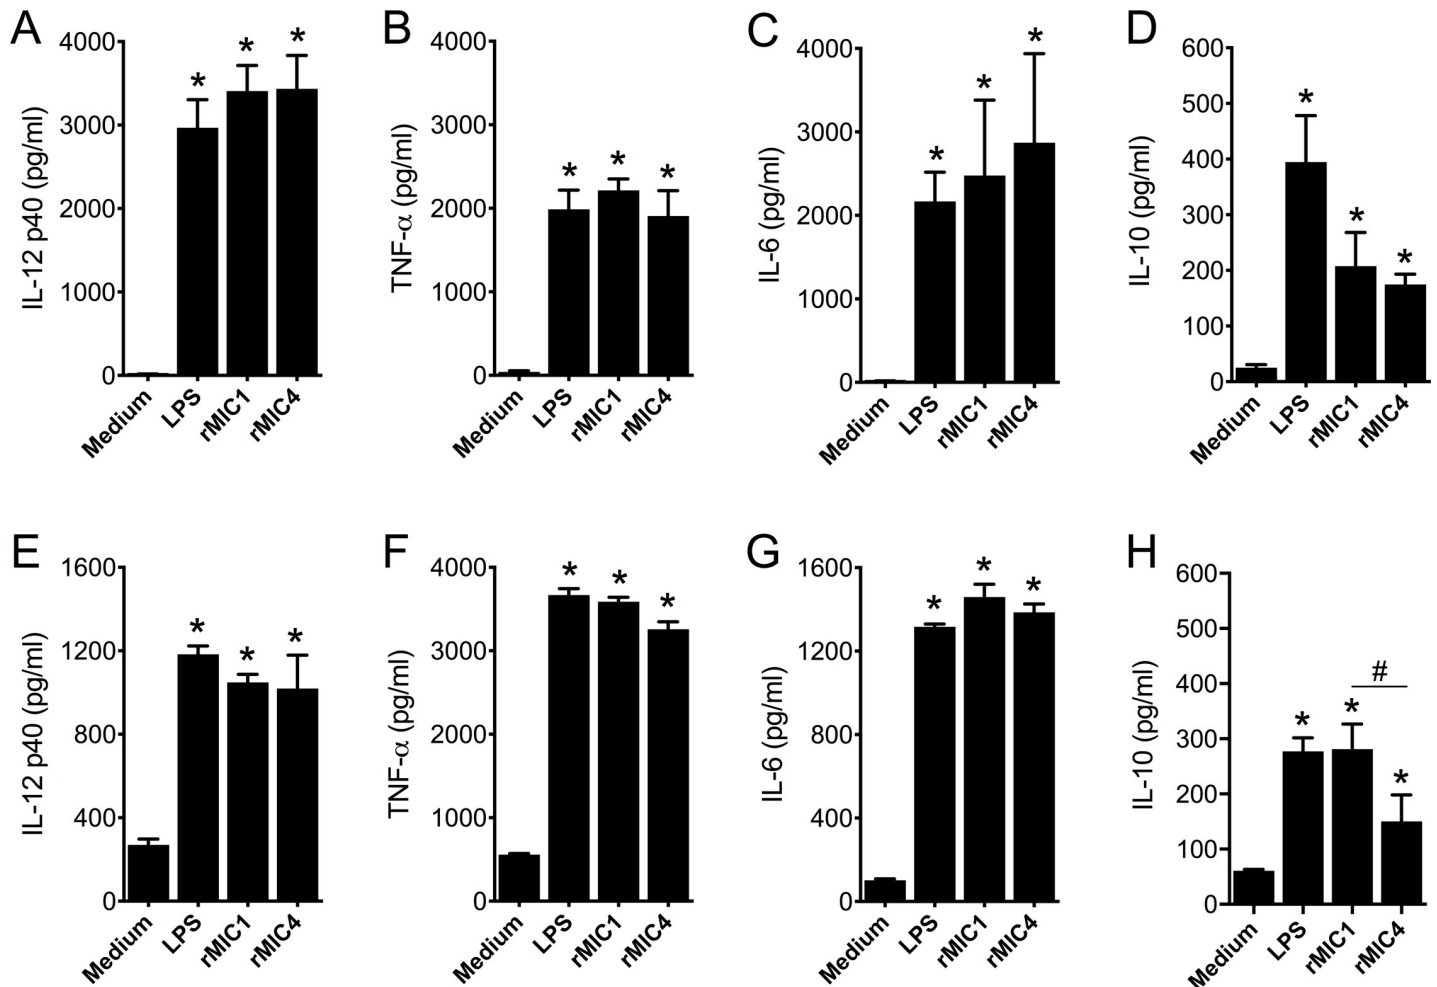 A
IL-12 p40 (pg/ml)
4000
3000
2000
1000
0
*
*
*
Medium
LPS
rMIC1
rMIC4
B
TNF-α (pg/ml)
4000
3000
2000
1000
0
*
*
*
Medium
LPS
rMIC1
rMIC4
C
IL-6 (pg/ml)
4000
3000
2000
1000
0
*
*
*
Medium
LPS
rMIC1
rMIC4
D
IL-10 (pg/ml)
600
500
400
300
200
100
0
*
*
*
Medium
LPS
rMIC1
rMIC4
E
IL-12 p40 (pg/ml)
1600
1200
800
400
0
*
*
*
Medium
LPS
rMIC1
rMIC4
F
TNF-α (pg/ml)
4000
3000
2000
1000
0
*
*
*
Medium
LPS
rMIC1
rMIC4
G
IL-6 (pg/ml)
1600
1200
800
400
0
*
*
*
Medium
LPS
rMIC1
rMIC4
H
IL-10 (pg/ml)
600
500
400
300
200
100
0
#
*
*
*
Medium
LPS
rMIC1
rMIC4